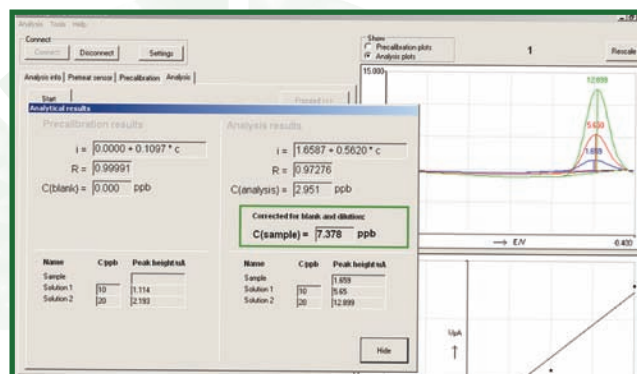 Analysis Tools Help
Connect
Connect Disconnect Settings
Analysis info Premear sensor Precalibration Analysis
Start
Show
Precalibration plots
Analysis plots
1
Rescale
15.000
12.899
5.650
1.659
E/V
-0.400
Analytical results
Precalibration results
i = 0.0000 + 0.1097 * c
R = 0.99991
C(blank) = 0.000 ppb
Analysis results
i = 1.6587 + 0.5620 * c
R = 0.97276
C(analysis) = 2.951 ppb
Corrected for blank and dilution:
C(sample) = 7.378 ppb
Name C/ppb Peak height/uA
Sample
Solution 1 10 1.114
Solution 2 20 2.193
Name C/ppb Peak height/uA
Sample 1.659
Solution 1 10 5.65
Solution 2 20 12.899
Hide
I/µA